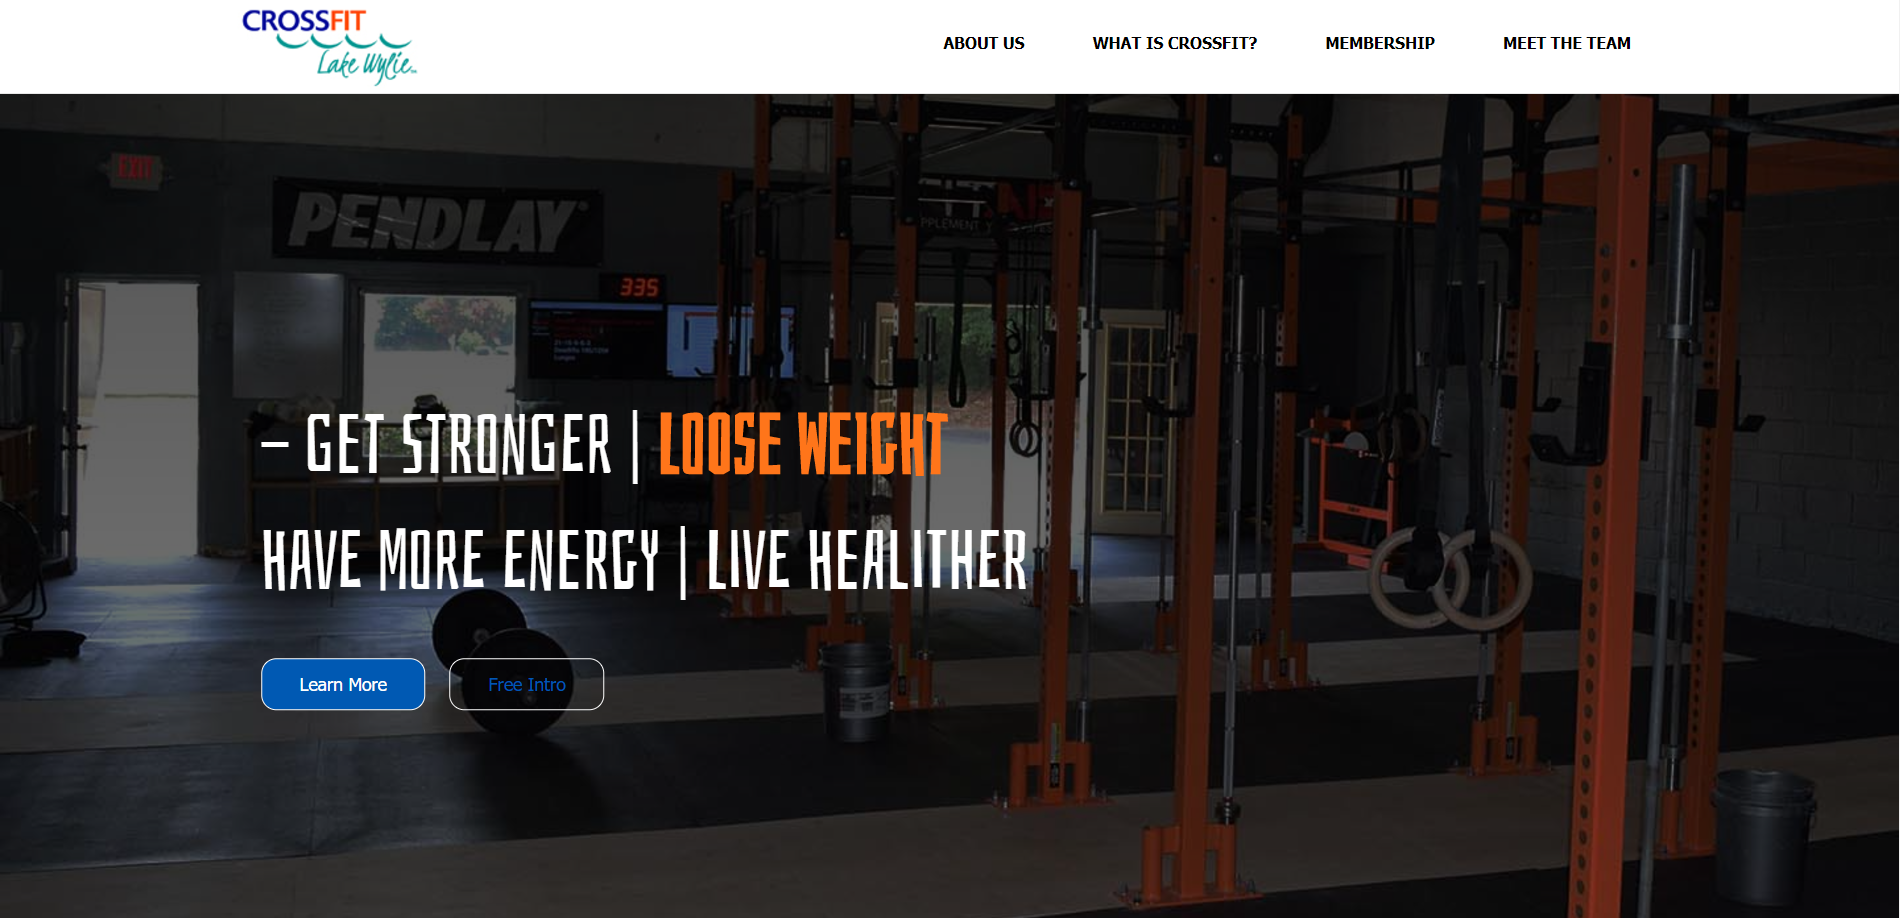 CROSSFIT
Lake Wylie
ABOUT US
WHAT IS CROSSFIT?
MEMBERSHIP
MEET THE TEAM
EXIT
PENDLAY®
335
– GET STRONGER | LOOSE WEIGHT
HAVE MORE ENERGY | LIVE HEALITHER
Learn More
Free Intro